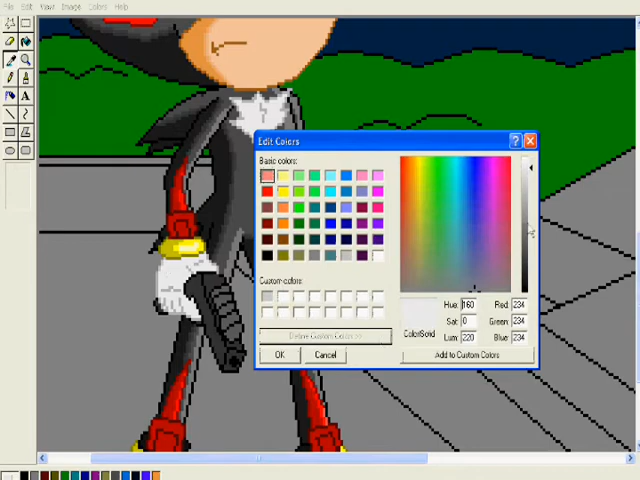 File Edit View Image Colors Help
A
Edit Colors
?
Basic colors:
Custom colors:
Define Custom Colors >>
OK Cancel
Color|Solid
Hue: 160 Red: 234
Sat: 0 Green: 234
Lum: 220 Blue: 234
Add to Custom Colors